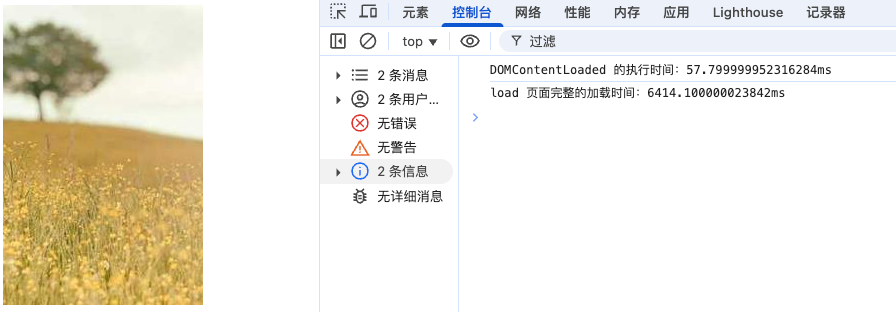 元素 控制台 网络 性能 内存 应用 Lighthouse 记录器
top 过滤
2 条消息
2 条用户...
无错误
无警告
2 条信息
无详细消息
DOMContentLoaded 的执行时间：57.799999952316284ms
load 页面完整的加载时间：6414.100000023842ms